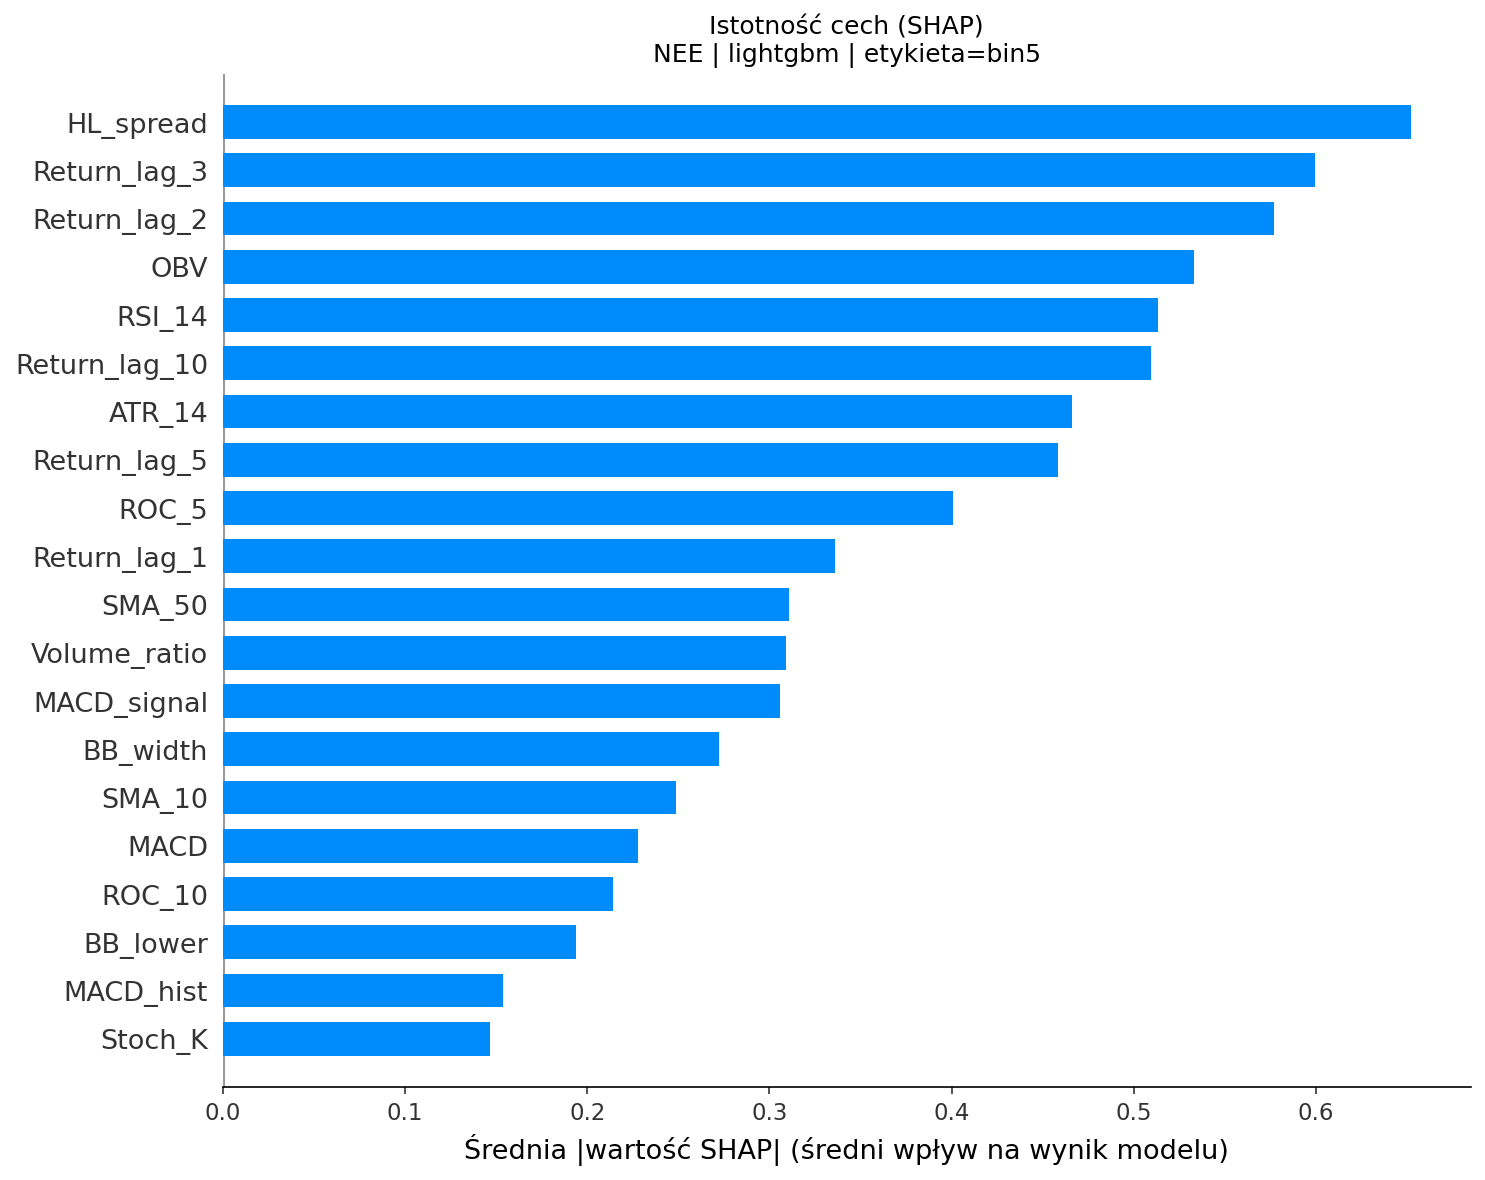 Istotność cech (SHAP)
NEE | lightgbm | etykieta=bin5
HL_spread
Return_lag_3
Return_lag_2
OBV
RSI_14
Return_lag_10
ATR_14
Return_lag_5
ROC_5
Return_lag_1
SMA_50
Volume_ratio
MACD_signal
BB_width
SMA_10
MACD
ROC_10
BB_lower
MACD_hist
Stoch_K
0.0 0.1 0.2 0.3 0.4 0.5 0.6
Średnia |wartość SHAP| (średni wpływ na wynik modelu)